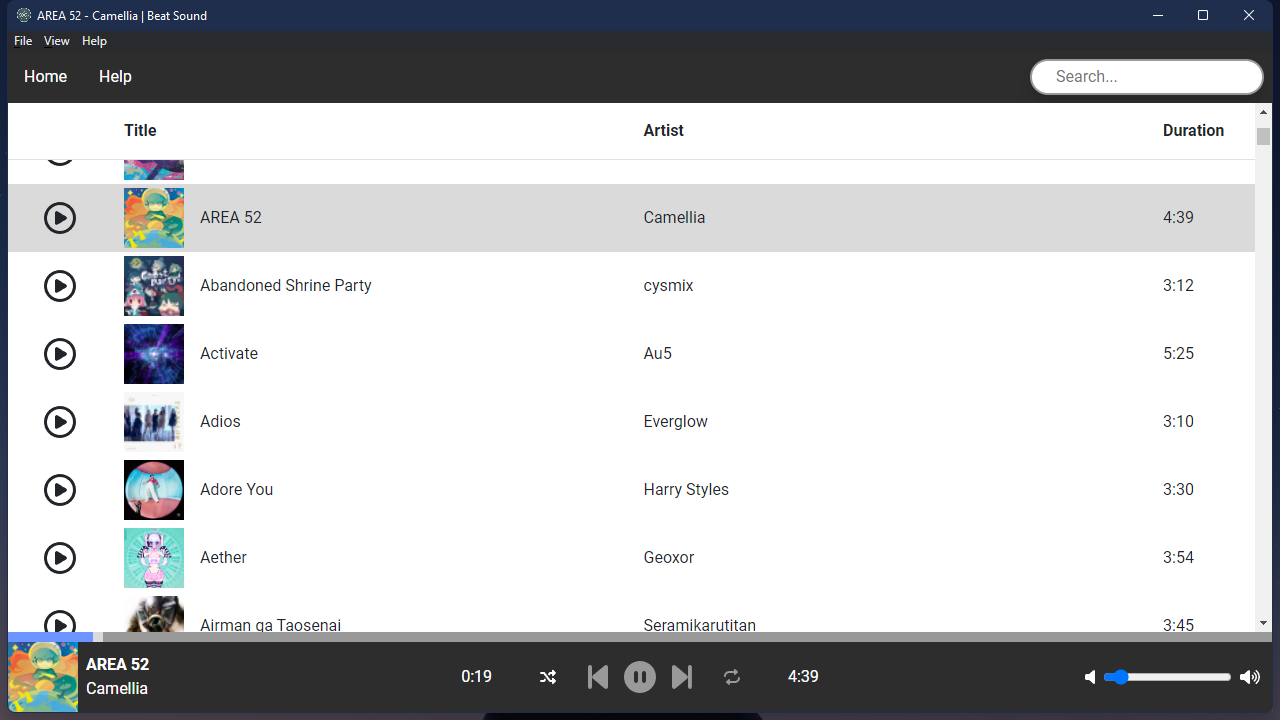 AREA 52 - Camellia | Beat Sound
File View Help
Home Help Search...
Title Artist Duration
AREA 52 Camellia 4:39
Abandoned Shrine Party cysmix 3:12
Activate Au5 5:25
Adios Everglow 3:10
Adore You Harry Styles 3:30
Aether Geoxor 3:54
Airman ga Taosenai Seramikarutitan 3:45
AREA 52
Camellia
0:19 4:39